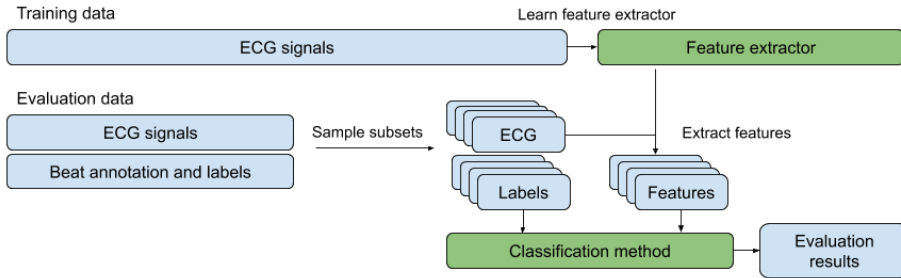 Training data
Learn feature extractor
ECG signals
Feature extractor
Evaluation data
ECG signals
Sample subsets
ECG
Extract features
Beat annotation and labels
Labels
Features
Classification method
Evaluation
results